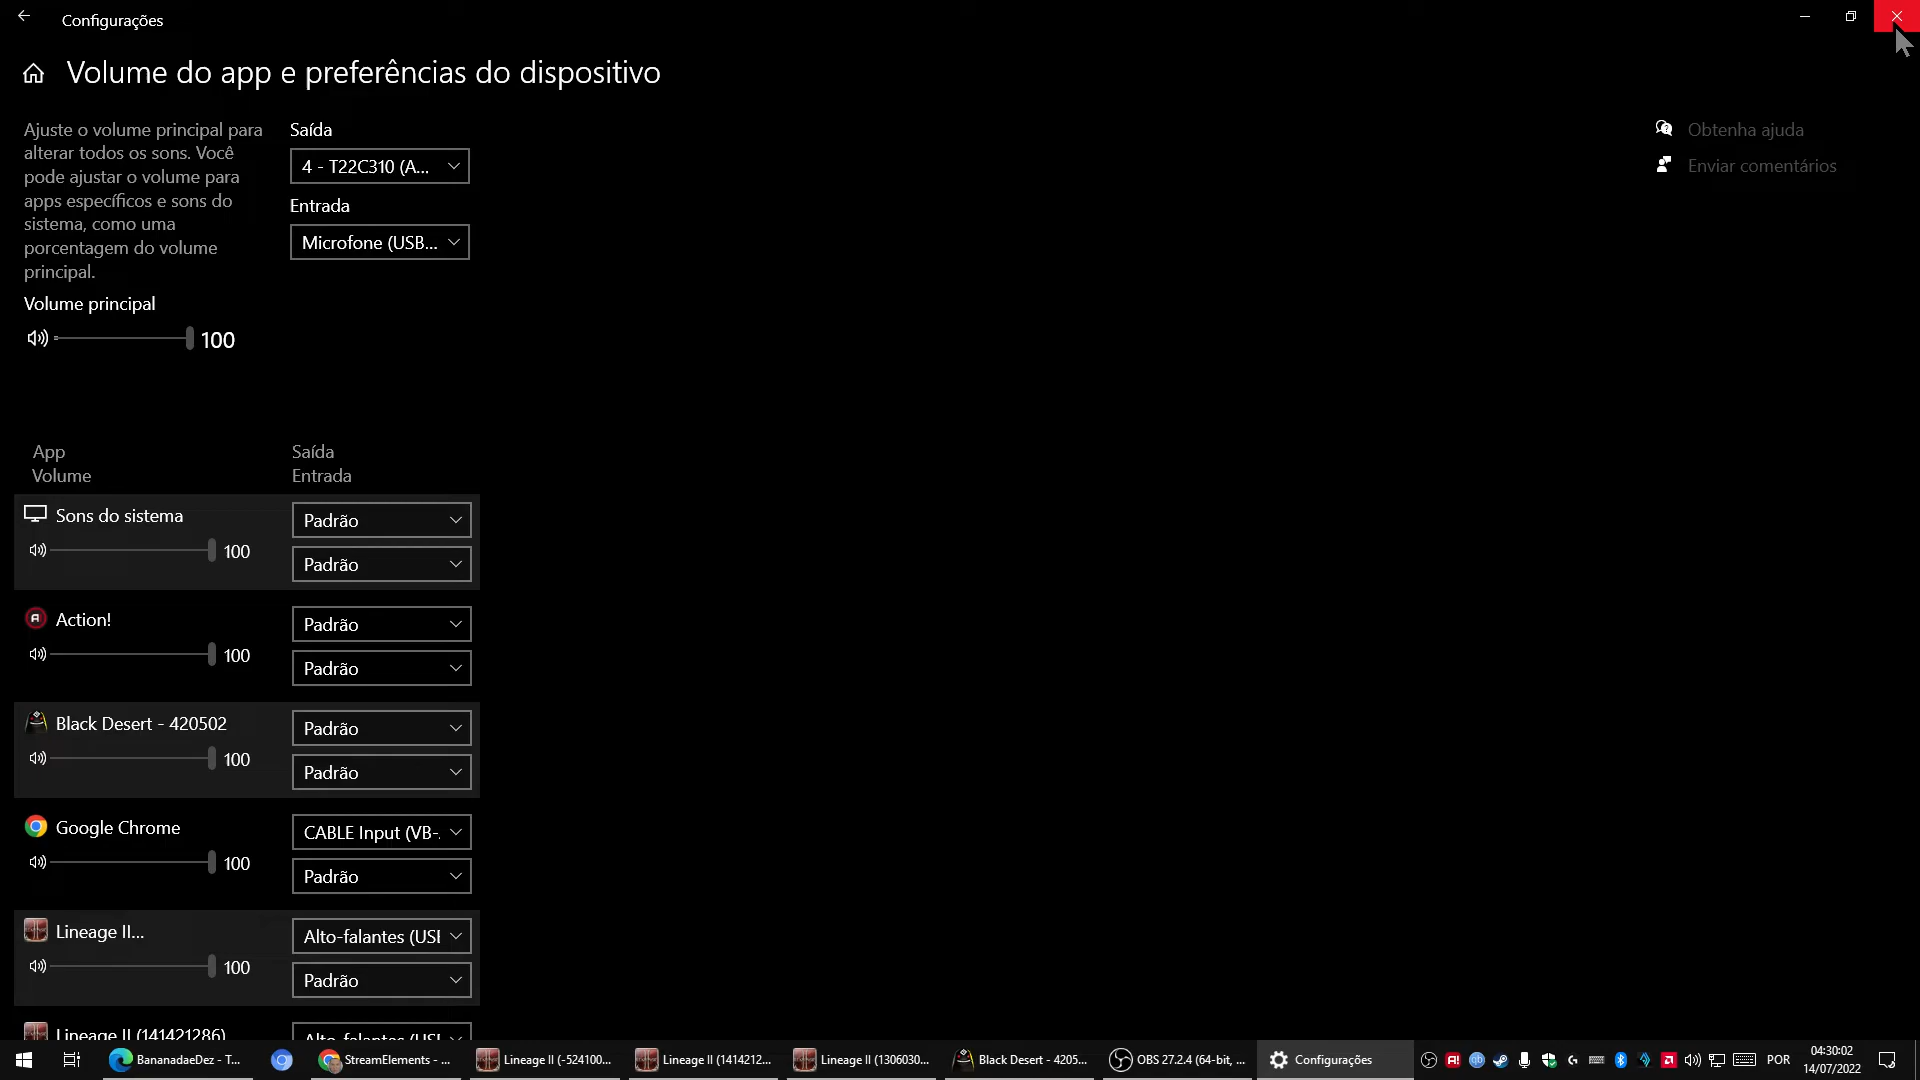 Configurações
Volume do app e preferências do dispositivo
Ajuste o volume principal para
alterar todos os sons. Você
pode ajustar o volume para
apps específicos e sons do
sistema, como uma
porcentagem do volume
principal.
Volume principal
100
Saída
4 - T22C310 (A...
Entrada
Microfone (USB...
Obtenha ajuda
Enviar comentários
App
Volume
Saída
Entrada
Sons do sistema
100
Padrão
Padrão
Action!
100
Padrão
Padrão
Black Desert - 420502
100
Padrão
Padrão
Google Chrome
100
CABLE Input (VB-.
Padrão
Lineage II...
100
Alto-falantes (USI
Padrão
Lineage II (141421286)
Alto-falantes (USI
BananadaeDez - T...
StreamElements - ...
Lineage II (-524100...
Lineage II (1414212...
Lineage II (1306030...
Black Desert - 4205...
OBS 27.2.4 (64-bit, ...
Configurações
POR
04:30:02
14/07/2022